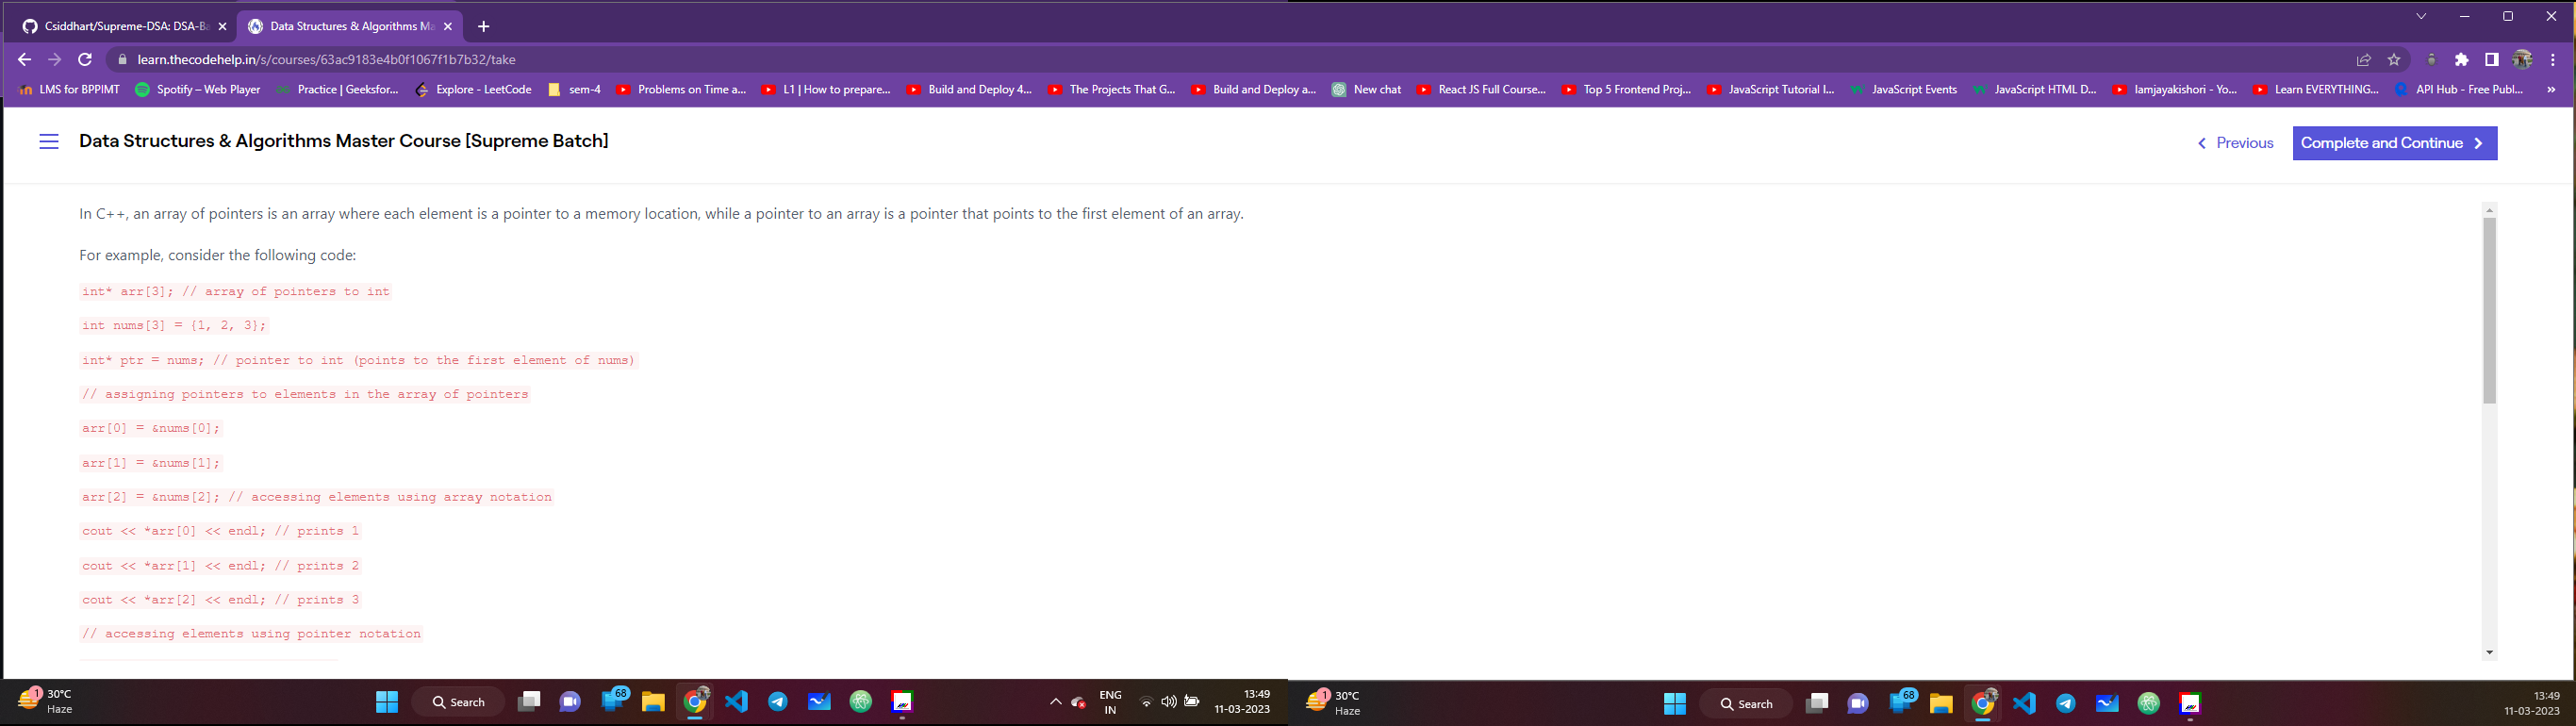 Csiddhart/Supreme-DSA: DSA-Ba
Data Structures & Algorithms Ma
learn.thecodehelp.in/s/courses/63ac9183e4b0f1067f1b7b32/take
LMS for BPPIMT
Spotify – Web Player
Practice | Geeksfor...
Explore - LeetCode
sem-4
Problems on Time a...
L1 | How to prepare...
Build and Deploy 4...
The Projects That G...
Build and Deploy a...
New chat
React JS Full Course...
Top 5 Frontend Proj...
JavaScript Tutorial I...
JavaScript Events
JavaScript HTML D...
Iamjayakishori - Yo...
Learn EVERYTHING...
API Hub - Free Publ...
»
Data Structures & Algorithms Master Course [Supreme Batch]
Previous
Complete and Continue
In C++, an array of pointers is an array where each element is a pointer to a memory location, while a pointer to an array is a pointer that points to the first element of an array.
For example, consider the following code:
int* arr[3]; // array of pointers to int
int nums[3] = {1, 2, 3};
int* ptr = nums; // pointer to int (points to the first element of nums)
// assigning pointers to elements in the array of pointers
arr[0] = &nums[0];
arr[1] = &nums[1];
arr[2] = &nums[2]; // accessing elements using array notation
cout << *arr[0] << endl; // prints 1
cout << *arr[1] << endl; // prints 2
cout << *arr[2] << endl; // prints 3
// accessing elements using pointer notation
1
30°C
Haze
Search
68
ENG
IN
13:49
11-03-2023
1
30°C
Haze
Search
68
13:49
11-03-2023